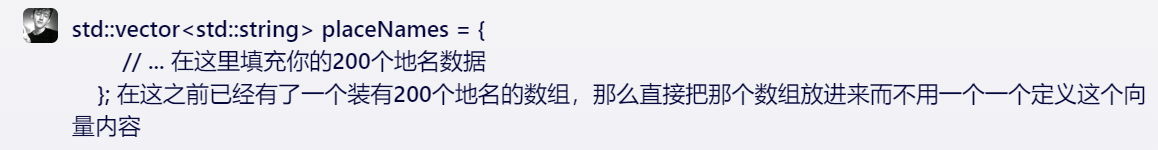 std::vector<std::string> placeNames = {
// ... 在这里填充你的200个地名数据
}; 在这之前已经有了一个装有200个地名的数组，那么直接把那个数组放进来而不用一个一个定义这个向
量内容